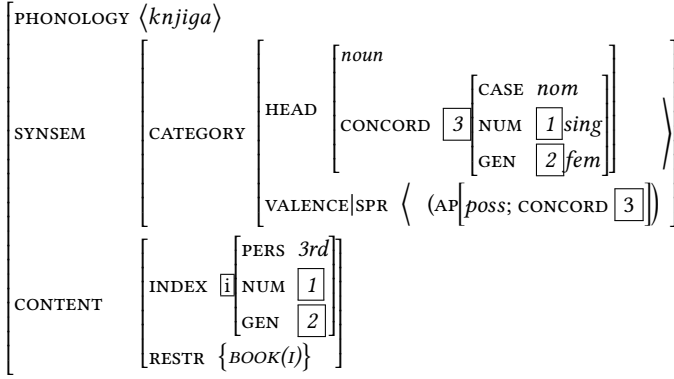 PHONOLOGY ⟨knjiga⟩
noun
CASE nom
HEAD
CONCORD 3 NUM 1 sing
SYNSEM CATEGORY
GEN 2 fem
VALENCE|SPR ⟨ (AP[poss; CONCORD 3]) ⟩
PERS 3rd
INDEX i NUM 1
CONTENT
GEN 2
RESTR {BOOK(I)}